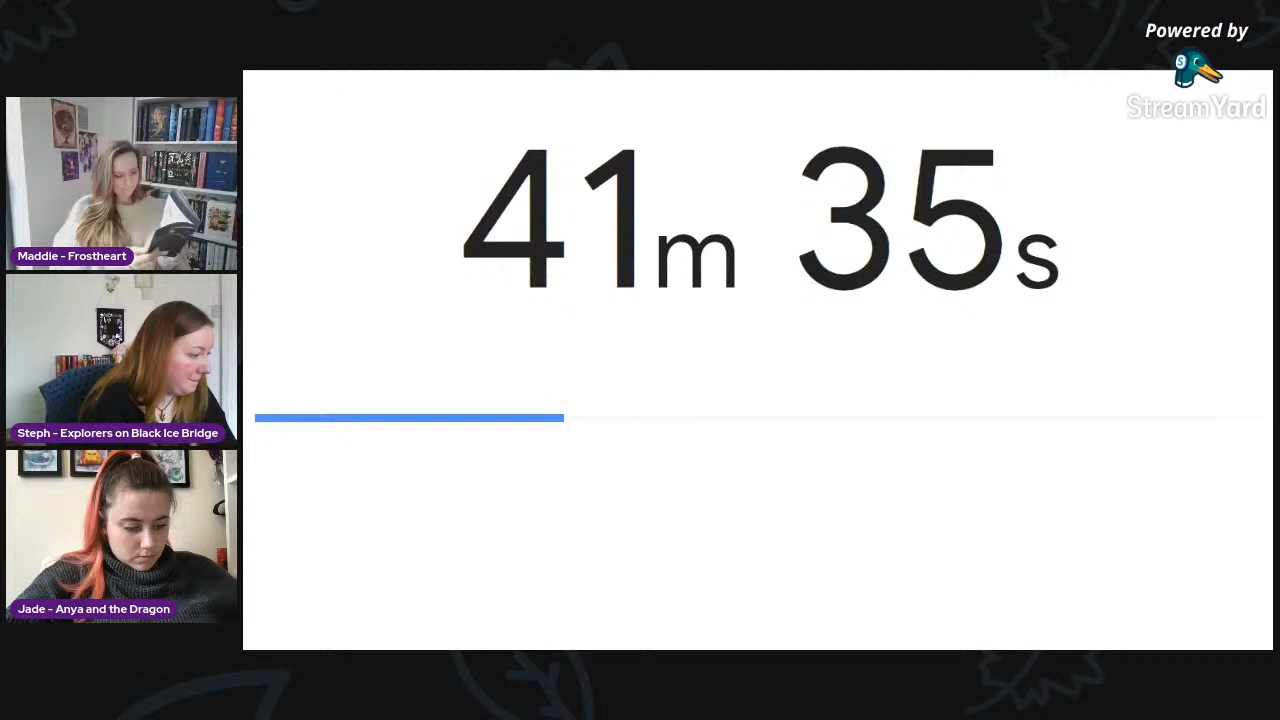 Powered by
StreamYard
41m 35s
Maddie - Frostheart
Steph - Explorers on Black Ice Bridge
Jade - Anya and the Dragon